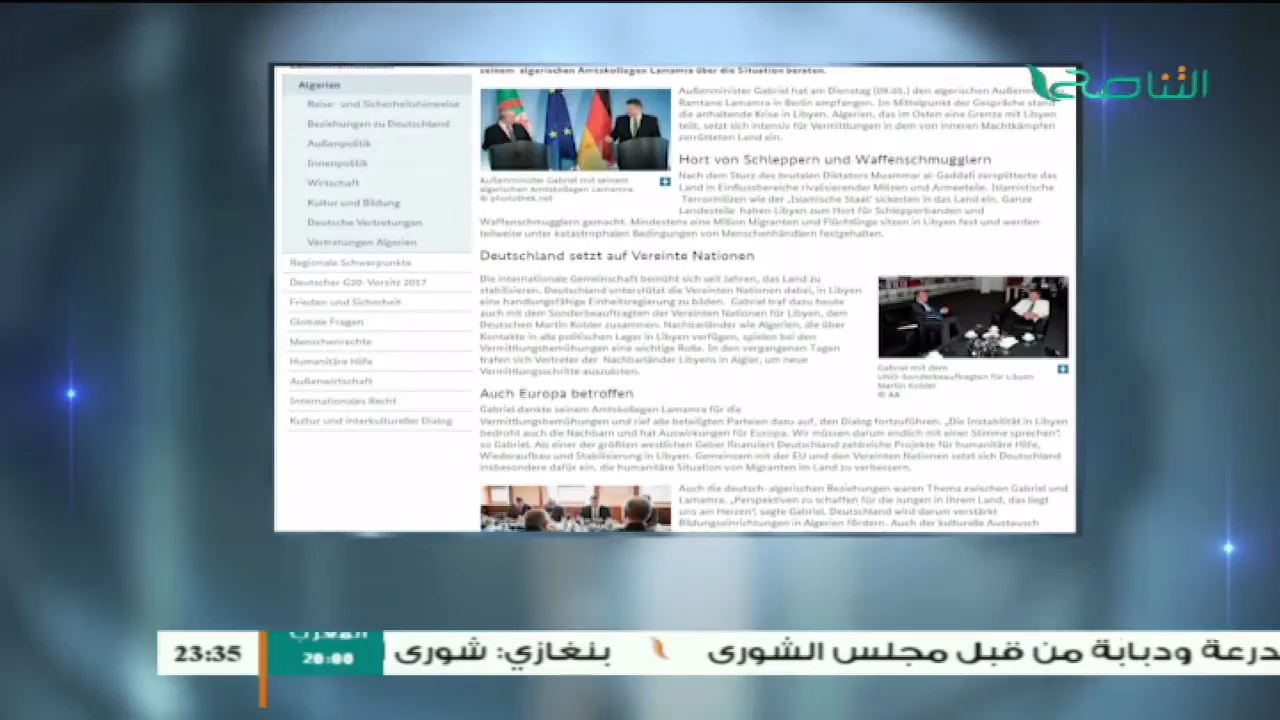 التناصح
seinem algerischen Amtskollegen Lamamra über die Situation beraten.
Algerien
Reise- und Sicherheitshinweise
Beziehungen zu Deutschland
Außenpolitik
Innenpolitik
Wirtschaft
Kultur und Bildung
Deutsche Vertretungen
Vertretungen Algerien
Regionale Schwerpunkte
Deutscher G20-Vorsitz 2017
Frieden und Sicherheit
Globale Fragen
Menschenrechte
Humanitäre Hilfe
Außenwirtschaft
Internationales Recht
Kultur und interkultureller Dialog
Außenminister Gabriel mit seinem
algerischen Amtskollegen Lamamra
© photothek.net
Außenminister Gabriel hat am Dienstag (09.05.) den algerischen
Ramtane Lamamra in Berlin empfangen. Im Mittelpunkt der Gespräche stand
die anhaltende Krise in Libyen. Algerien, das im Osten eine Grenze mit Libyen
teilt, setzt sich intensiv für Vermittlungen in dem von inneren Machtkämpfen
zerrütteten Land ein.
Hort von Schleppern und Waffenschmugglern
Nach dem Sturz des brutalen Diktators Muammar al-Gaddafi zersplitterte das
Land in Einflussbereiche rivalisierender Milizen und Armeeteile. Islamistische
Terrormilizen wie der „Islamische Staat" sickerten in das Land ein. Ganze
Landesteile haben Libyen zum Hort für Schlepperbanden und
Waffenschmugglern gemacht. Mindestens eine Million Migranten und Flüchtlinge sitzen in Libyen fest und werden
teilweise unter katastrophalen Bedingungen von Menschenhändlern festgehalten.
Deutschland setzt auf Vereinte Nationen
Die internationale Gemeinschaft bemüht sich seit Jahren, das Land zu
stabilisieren. Deutschland unterstützt die Vereinten Nationen dabei, in Libyen
eine handlungsfähige Einheitsregierung zu bilden. Gabriel traf dazu heute
auch mit dem Sonderbeauftragten der Vereinten Nationen für Libyen, dem
Deutschen Martin Kobler zusammen. Nachbarländer wie Algerien, die über
Kontakte in alle politischen Lager in Libyen verfügen, spielen bei den
Vermittlungsbemühungen eine wichtige Rolle. In den vergangenen Tagen
trafen sich Vertreter der Nachbarländer Libyens in Algier, um neue
Vermittlungsschritte auszuloten.
Gabriel mit dem
UNO-Sonderbeauftragten für Libyen
Martin Kobler
© AA
Auch Europa betroffen
Gabriel dankte seinem Amtskollegen Lamamra für die
Vermittlungsbemühungen und rief alle beteiligten Parteien dazu auf, den Dialog fortzuführen. „Die Instabilität in Libyen
bedroht auch die Nachbarn und hat Auswirkungen für Europa. Wir müssen darum endlich mit einer Stimme sprechen",
so Gabriel. Als einer der größten westlichen Geber finanziert Deutschland zahlreiche Projekte für humanitäre Hilfe,
Wiederaufbau und Stabilisierung in Libyen. Gemeinsam mit der EU und den Vereinten Nationen setzt sich Deutschland
insbesondere dafür ein, die humanitäre Situation von Migranten im Land zu verbessern.
Auch die deutsch-algerischen Beziehungen waren Thema zwischen Gabriel und
Lamamra. „Perspektiven zu schaffen für die Jungen in Ihrem Land, das liegt
uns am Herzen", sagte Gabriel. Deutschland wird darum verstärkt
Bildungseinrichtungen in Algerien fördern. Auch der kulturelle Austausch
23:35
المغرب
20:00
درعة ودبابة من قبل مجلس الشورى بنغازي: شورى